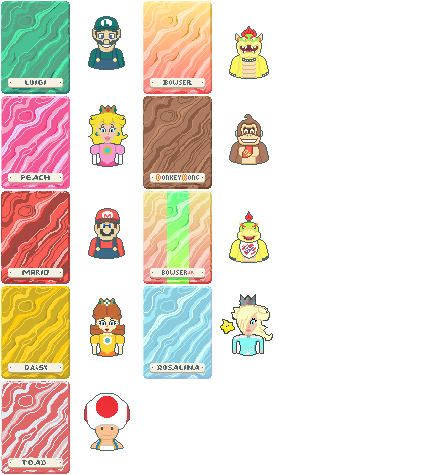 LUIGI
BOWSER
PEACH
DONKEY KONG
M
MARIO
BOWSER JR
DAISY
ROSALINA
TOAD